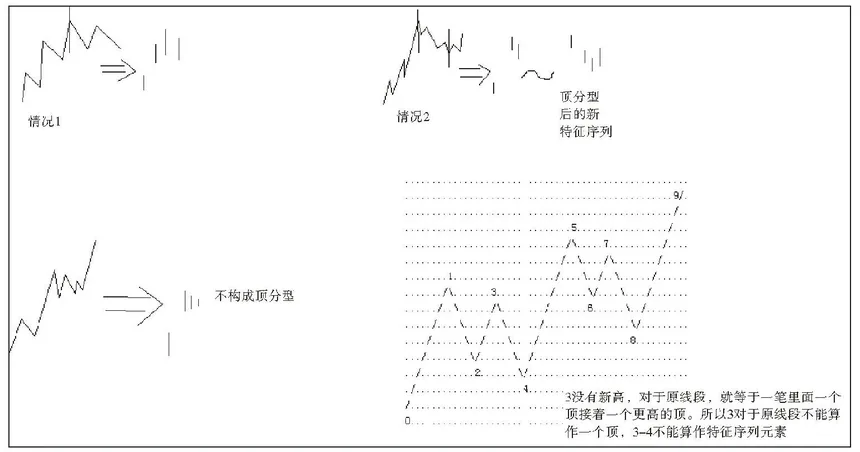 情况1
情况2
顶分型
后的新
特征序列
不构成顶分型
9/
5
7
1
3
6
8
2
4
0
3没有新高，对于原线段，就等于一笔里面一个
顶接着一个更高的顶。所以3对于原线段不能算
作一个顶，3-4不能算作特征序列元素